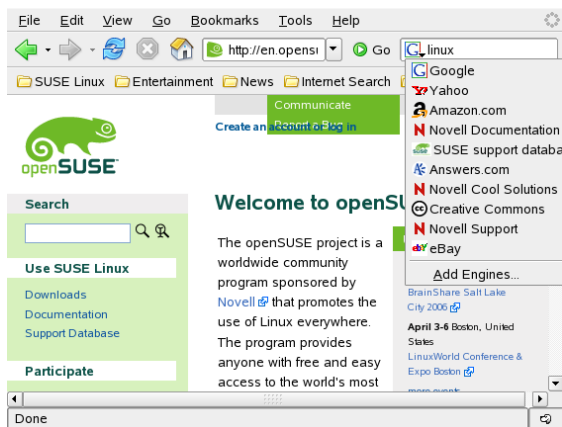 File Edit View Go Bookmarks Tools Help
http://en.opensu Go linux
SUSE Linux Entertainment News Internet Search
Google
Yahoo
Amazon.com
Novell Documentation
SUSE support databa
Answers.com
Novell Cool Solutions
Creative Commons
Novell Support
eBay
Add Engines...
Communicate
Create an account or log in
openSUSE
Search
Use SUSE Linux
Downloads
Documentation
Support Database
Participate
Welcome to openSU
The openSUSE project is a
worldwide community
program sponsored by
Novell that promotes the
use of Linux everywhere.
The program provides
anyone with free and easy
access to the world's most
BrainShare Salt Lake
City 2006
April 3-6 Boston, United
States
LinuxWorld Conference &
Expo Boston
more events
Done